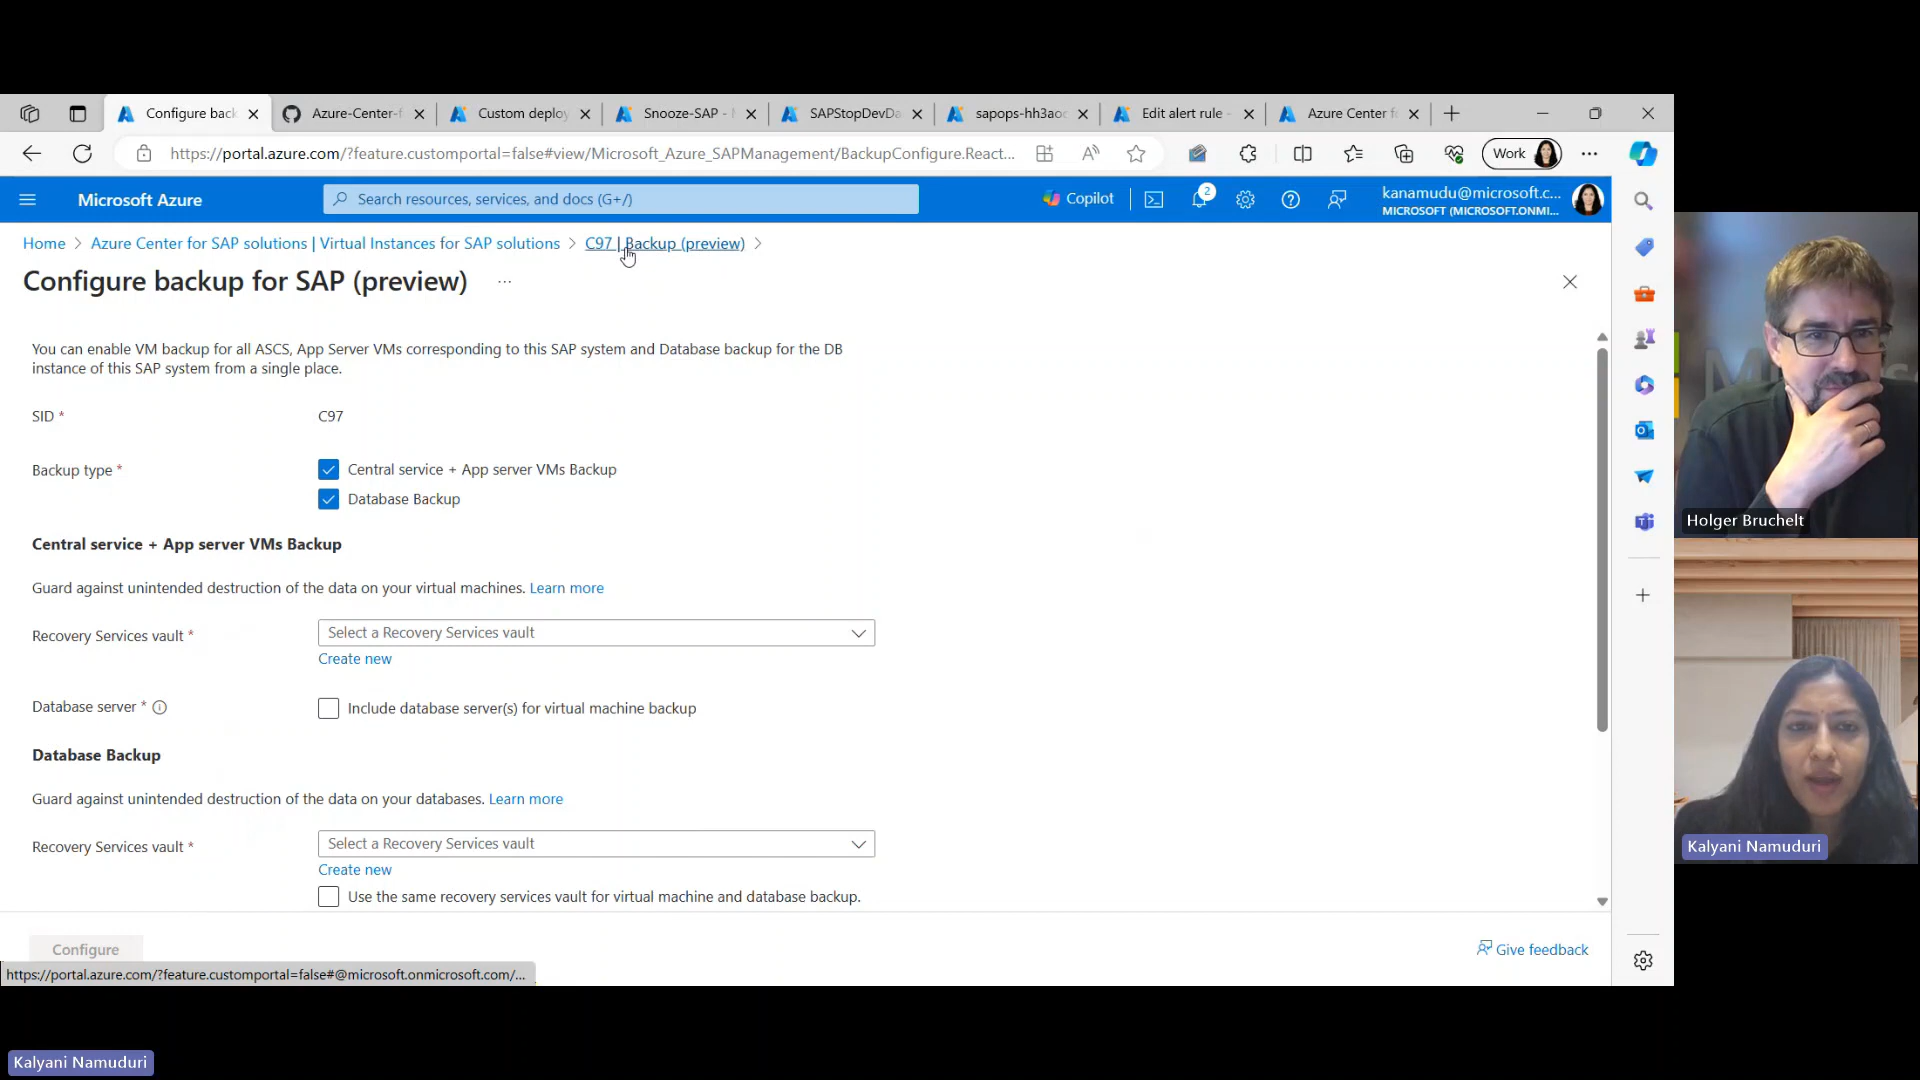 Configure bac
Azure-Center-f
Custom deploy
Snooze-SAP - M
SAPStopDevDa
sapops-hh3aoc
Edit alert rule -
Azure Center fo
https://portal.azure.com/?feature.customportal=false#view/Microsoft_Azure_SAPManagement/BackupConfigure.React...
Work
Microsoft Azure
Search resources, services, and docs (G+/)
Copilot
2
kanamudu@microsoft.c...
MICROSOFT (MICROSOFT.ONMI...
Home > Azure Center for SAP solutions | Virtual Instances for SAP solutions > C97 | Backup (preview) >
Configure backup for SAP (preview) ...
You can enable VM backup for all ASCS, App Server VMs corresponding to this SAP system and Database backup for the DB
instance of this SAP system from a single place.
SID *
C97
Backup type *
Central service + App server VMs Backup
Database Backup
Central service + App server VMs Backup
Guard against unintended destruction of the data on your virtual machines. Learn more
Recovery Services vault *
Select a Recovery Services vault
Create new
Database server *
Include database server(s) for virtual machine backup
Database Backup
Guard against unintended destruction of the data on your databases. Learn more
Recovery Services vault *
Select a Recovery Services vault
Create new
Use the same recovery services vault for virtual machine and database backup.
Configure
Give feedback
https://portal.azure.com/?feature.customportal=false#@microsoft.onmicrosoft.com/...
Holger Bruchelt
Kalyani Namuduri
Kalyani Namuduri